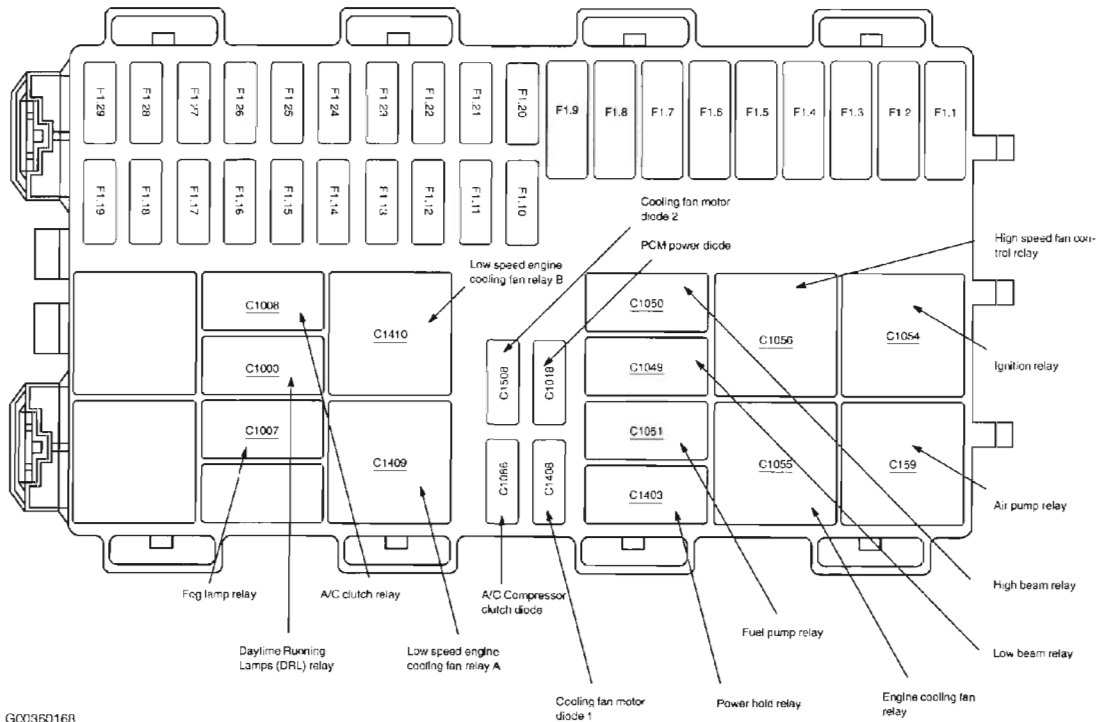 F1.29
F1.28
F1.27
F1.26
F1.25
F1.24
F1.23
F1.22
F1.21
F1.20
F1.9
F1.8
F1.7
F1.6
F1.5
F1.4
F1.3
F1.2
F1.1
F1.19
F1.18
F1.17
F1.16
F1.15
F1.14
F1.13
F1.12
F1.11
F1.10
Cooling fan motor
diode 2
PCM power diode
High speed fan con-
trol relay
Low speed engine
cooling fan relay B
C1008
C1410
C1000
C1007
C1409
C1508
C1018
C1086
C1408
C1050
C1049
C1051
C1403
C1056
C1054
C1055
C159
Ignition relay
Air pump relay
High beam relay
Low beam relay
Fog lamp relay
A/C clutch relay
A/C Compressor
clutch diode
Daytime Running
Lamps (DRL) relay
Low speed engine
cooling fan relay A
Fuel pump relay
Cooling fan motor
diode 1
Power hold relay
Engine cooling fan
relay
G00360168